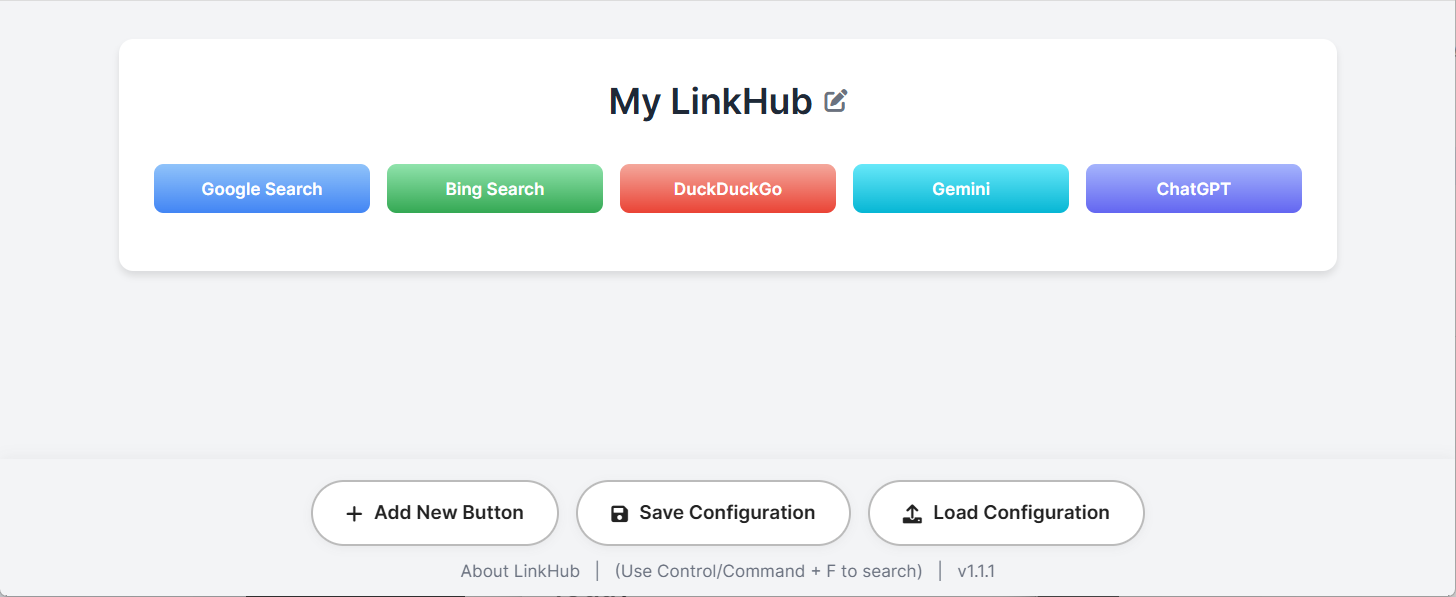 My LinkHub
Google Search
Bing Search
DuckDuckGo
Gemini
ChatGPT
Add New Button
Save Configuration
Load Configuration
About LinkHub | (Use Control/Command + F to search) | v1.1.1